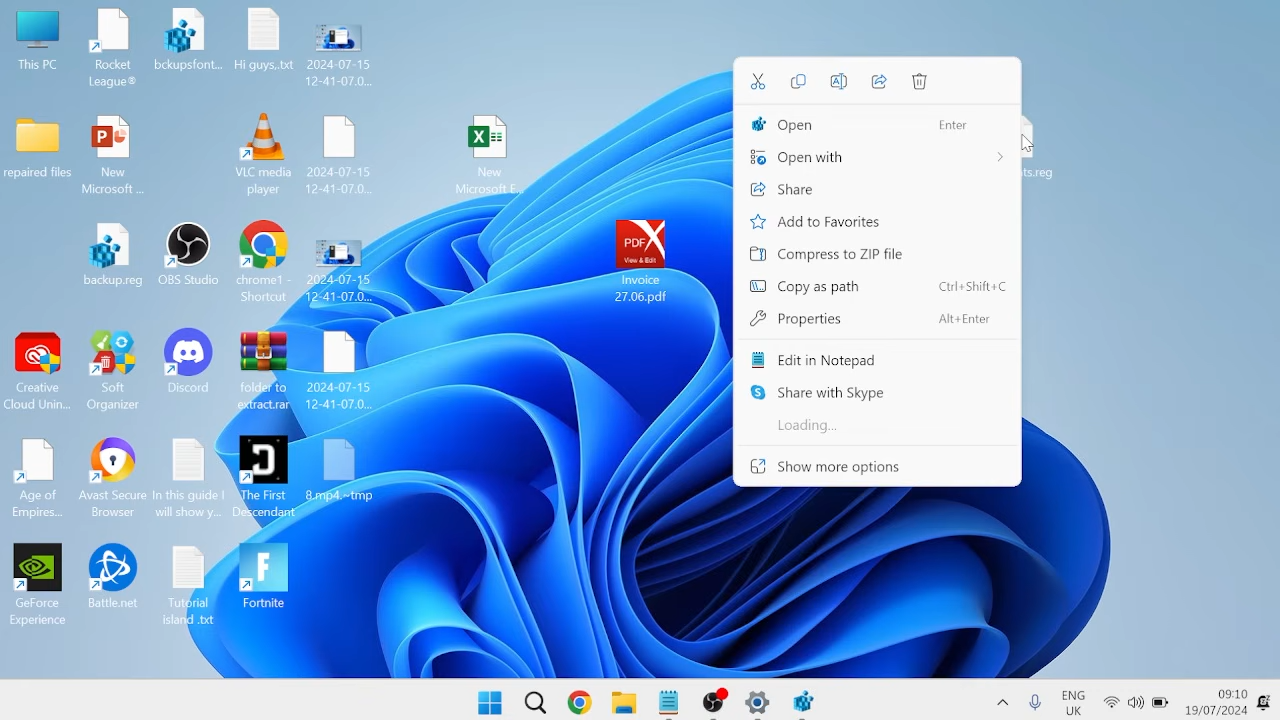 This PC
Rocket
League®
bckupsfont...
Hi guys,.txt
2024-07-15
12-41-07.0...
repaired files
New
Microsoft ...
VLC media
player
2024-07-15
12-41-07.0...
New
Microsoft E...
nts.reg
backup.reg
OBS Studio
chrome1 -
Shortcut
2024-07-15
12-41-07.0...
PDF X
View & Edit
Invoice
27.06.pdf
Creative
Cloud Unin...
Soft
Organizer
Discord
folder to
extract.rar
2024-07-15
12-41-07.0...
Age of
Empires...
Avast Secure
Browser
In this guide I
will show y...
The First
Descendant
8.mp4.~tmp
GeForce
Experience
Battle.net
Tutorial
island .txt
Fortnite
Open Enter
Open with
Share
Add to Favorites
Compress to ZIP file
Copy as path Ctrl+Shift+C
Properties Alt+Enter
Edit in Notepad
Share with Skype
Loading...
Show more options
ENG
UK
09:10
19/07/2024